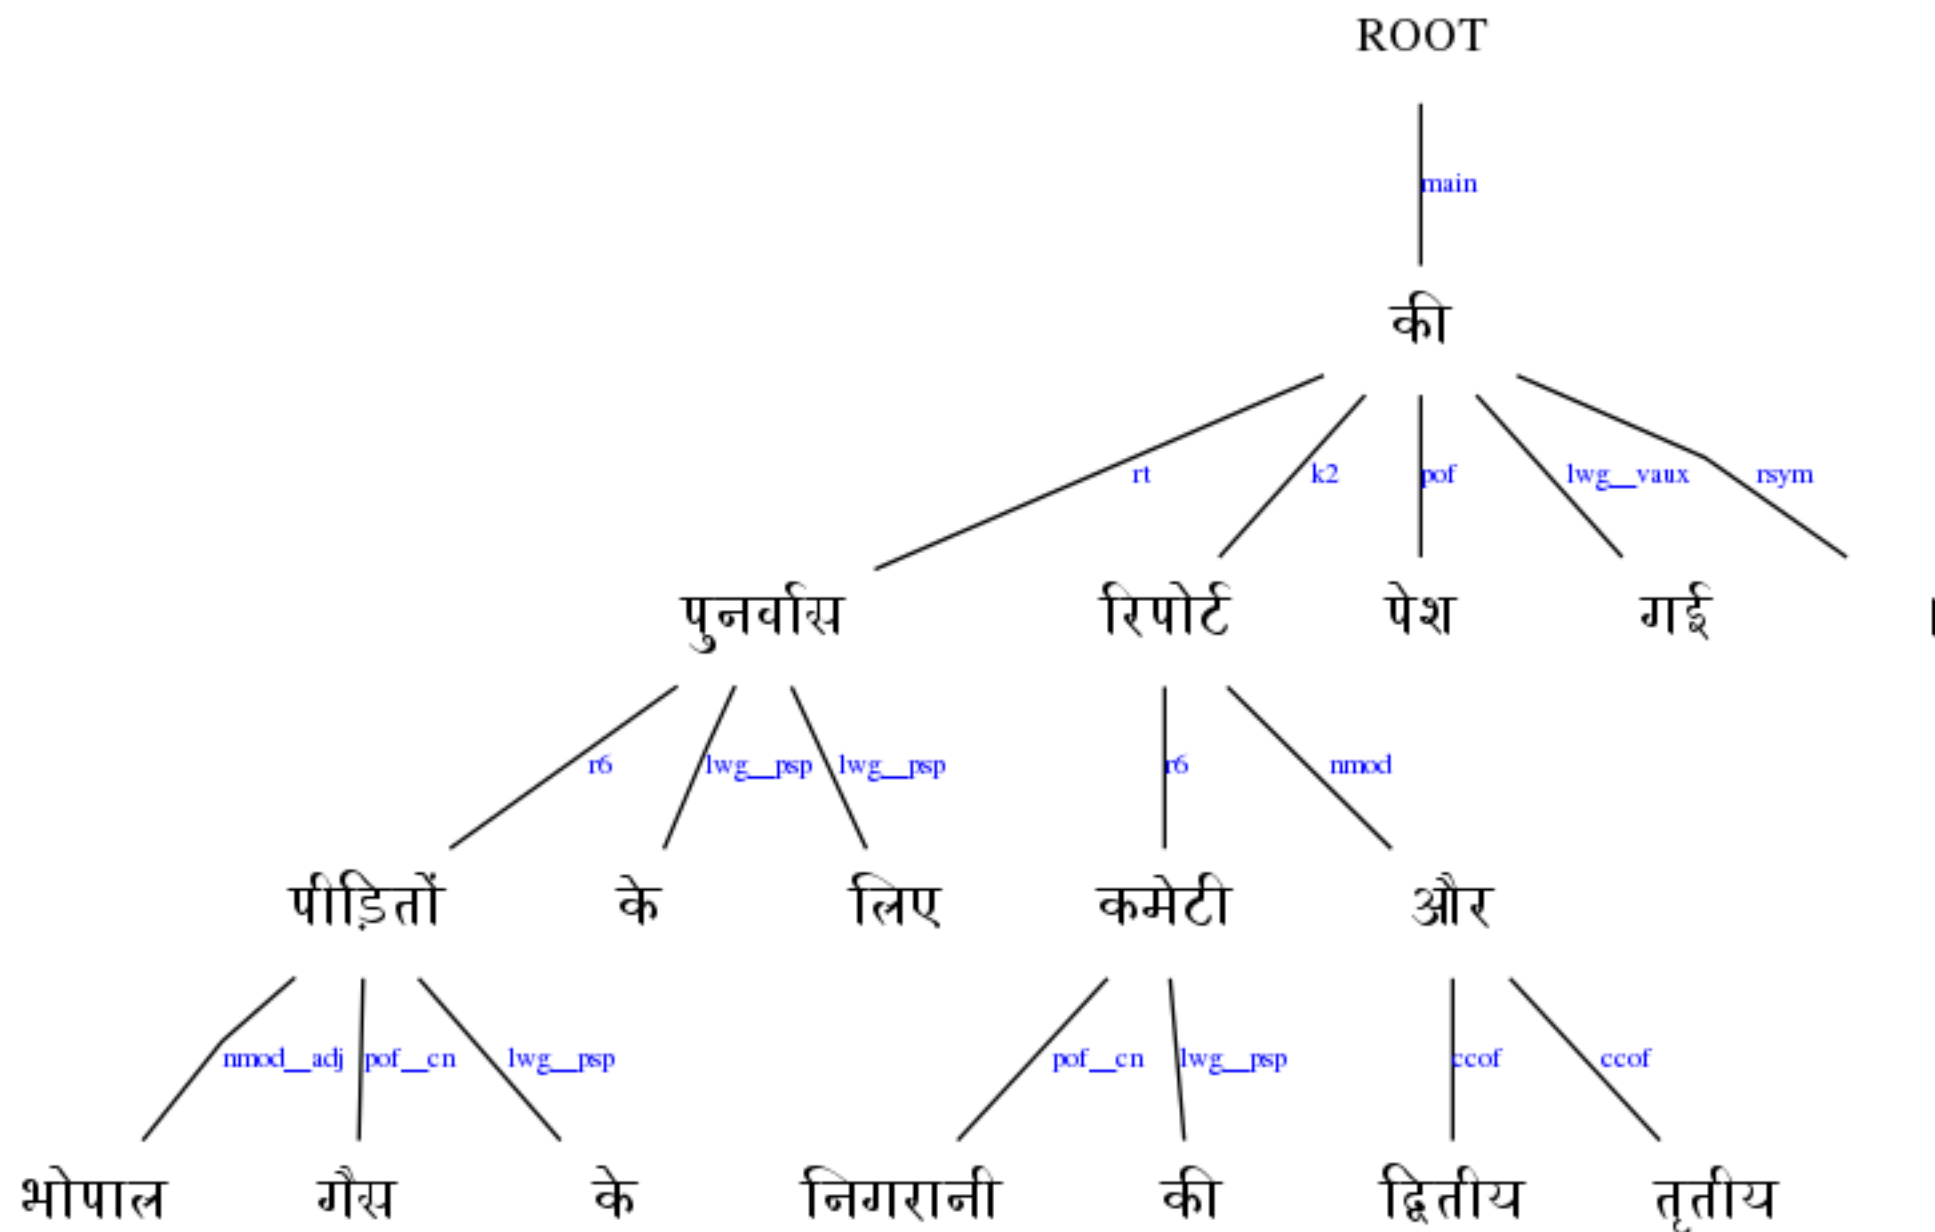 ROOT
main
की
rt k2 pof lwg__vaux rsym
पुनर्वास रिपोर्ट पेश गई ।
r6 lwg__psp lwg__psp r6 nmod
पीड़ितों के लिए कमेटी और
nmod__adj pof__cn lwg__psp pof__cn lwg__psp ccof ccof
भोपाल गैस के निगरानी की द्वितीय तृतीय